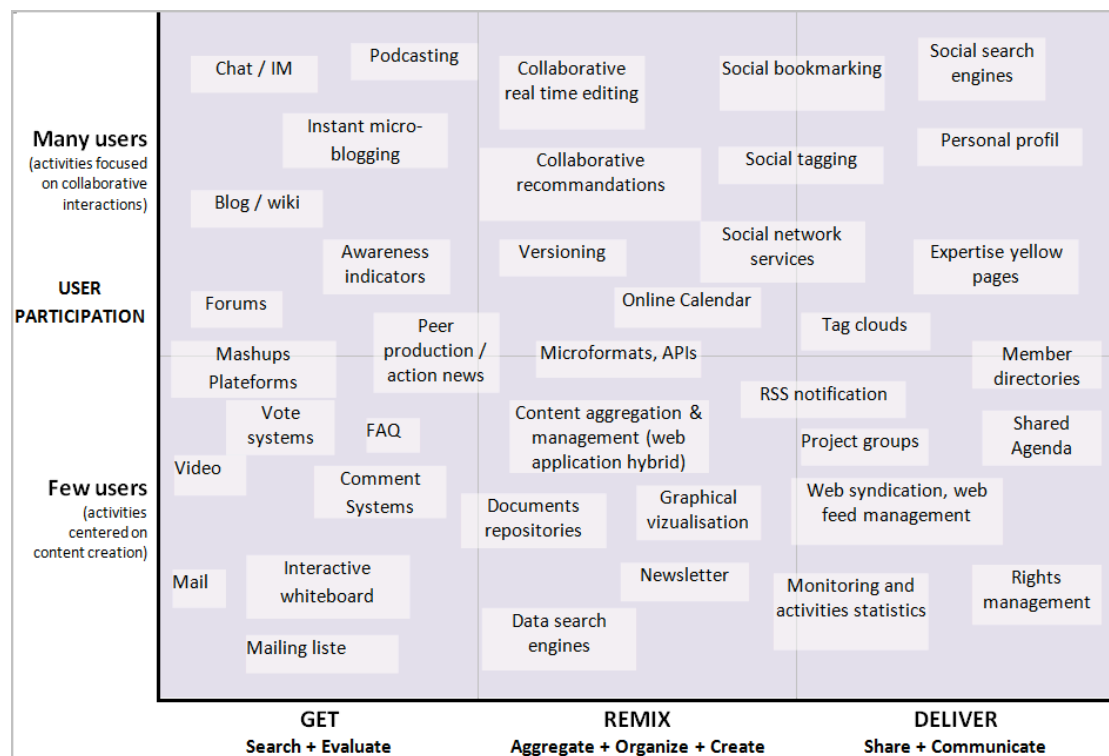 Many users
(activities focused
on collaborative
interactions)
USER
PARTICIPATION
Few users
(activities
centered on
content creation)
Chat / IM
Podcasting
Instant micro-
blogging
Blog / wiki
Awareness
indicators
Forums
Peer
production /
action news
Mashups
Plateforms
Vote
systems
FAQ
Video
Comment
Systems
Mail
Interactive
whiteboard
Mailing liste
Collaborative
real time editing
Social bookmarking
Collaborative
recommandations
Social tagging
Versioning
Social network
services
Online Calendar
Microformats, APIs
Content aggregation &
management (web
application hybrid)
Documents
repositories
Graphical
vizualisation
Newsletter
Data search
engines
Social search
engines
Personal profil
Expertise yellow
pages
Tag clouds
Member
directories
RSS notification
Project groups
Shared
Agenda
Web syndication, web
feed management
Monitoring and
activities statistics
Rights
management
GET
Search + Evaluate
REMIX
Aggregate + Organize + Create
DELIVER
Share + Communicate